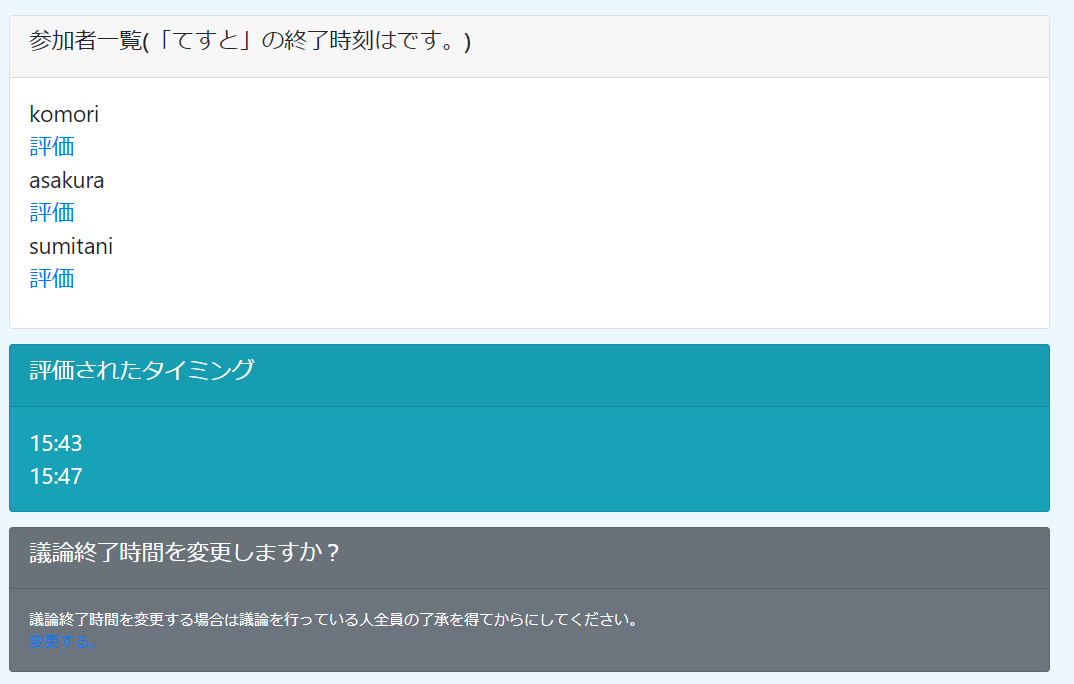 参加者一覧(「てすと」の終了時刻はです。)
komori
評価
asakura
評価
sumitani
評価
評価されたタイミング
15:43
15:47
議論終了時間を変更しますか？
議論終了時間を変更する場合は議論を行っている人全員の了承を得てからにしてください。
変更する。